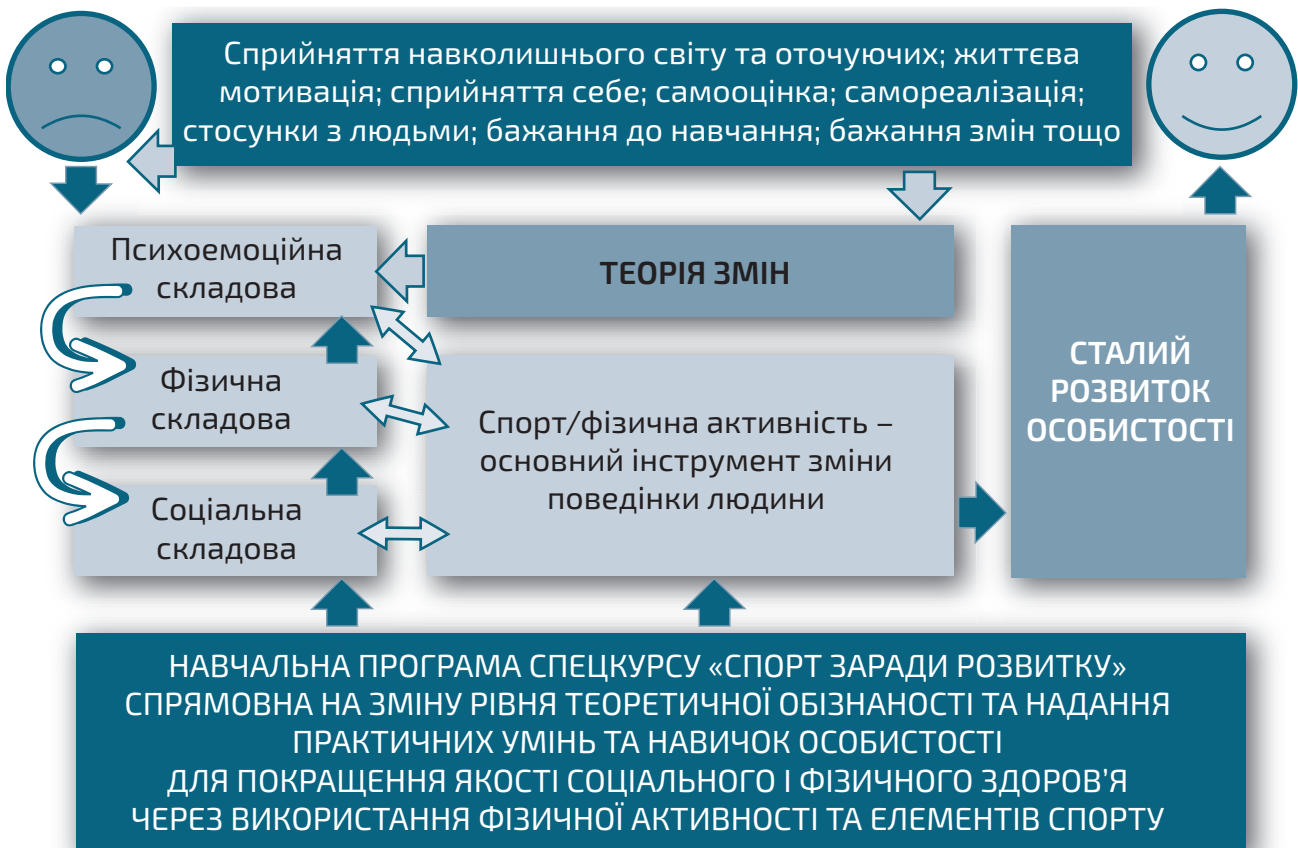 Сприйняття навколишнього світу та оточуючих; життєва
мотивація; сприйняття себе; самооцінка; самореалізація;
стосунки з людьми; бажання до навчання; бажання змін тощо
Психоемоційна
складова
ТЕОРІЯ ЗМІН
Фізична
складова
Соціальна
складова
Спорт/фізична активність –
основний інструмент зміни
поведінки людини
СТАЛИЙ
РОЗВИТОК
ОСОБИСТОСТІ
НАВЧАЛЬНА ПРОГРАМА СПЕЦКУРСУ «СПОРТ ЗАРАДИ РОЗВИТКУ»
СПРЯМОВНА НА ЗМІНУ РІВНЯ ТЕОРЕТИЧНОЇ ОБІЗНАНОСТІ ТА НАДАННЯ
ПРАКТИЧНИХ УМІНЬ ТА НАВИЧОК ОСОБИСТОСТІ
ДЛЯ ПОКРАЩЕННЯ ЯКОСТІ СОЦІАЛЬНОГО І ФІЗИЧНОГО ЗДОРОВ’Я
ЧЕРЕЗ ВИКОРИСТАННЯ ФІЗИЧНОЇ АКТИВНОСТІ ТА ЕЛЕМЕНТІВ СПОРТУ